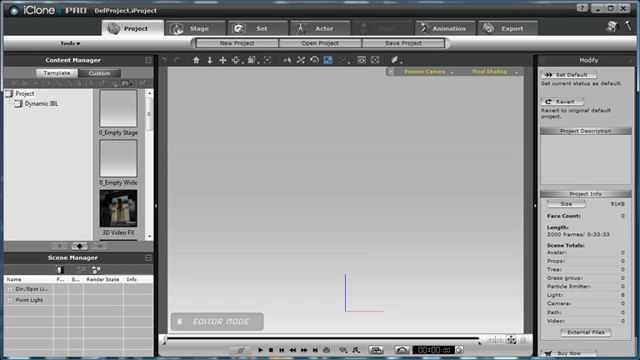 iClone4 PRO DefProject.iProject
Project Stage Set Actor Animation Export
Tools New Project Open Project Save Project
Content Manager
Template Custom
Project
Dynamic IBL
0_Empty Stage
0_Empty Wide
3D Video FX
Scene Manager
Name F... S... Render State Info
Dir./Spot Li...
Point Light
Preview Camera Pixel Shading
EDITOR MODE
00:00:00
Modify
Set Default
Set current status as default.
Revert
Revert to original default project.
Project Description
Project Info
Size 91KB
Face Count: 0
Length:
2000 frames/ 0:33:33
Scene Totals:
Avatar: 0
Props: 0
Tree: 0
Grass group: 0
Particle Emitter: 0
Light: 8
Camera: 0
Path: 0
Video: 0
External Files
Buy Now